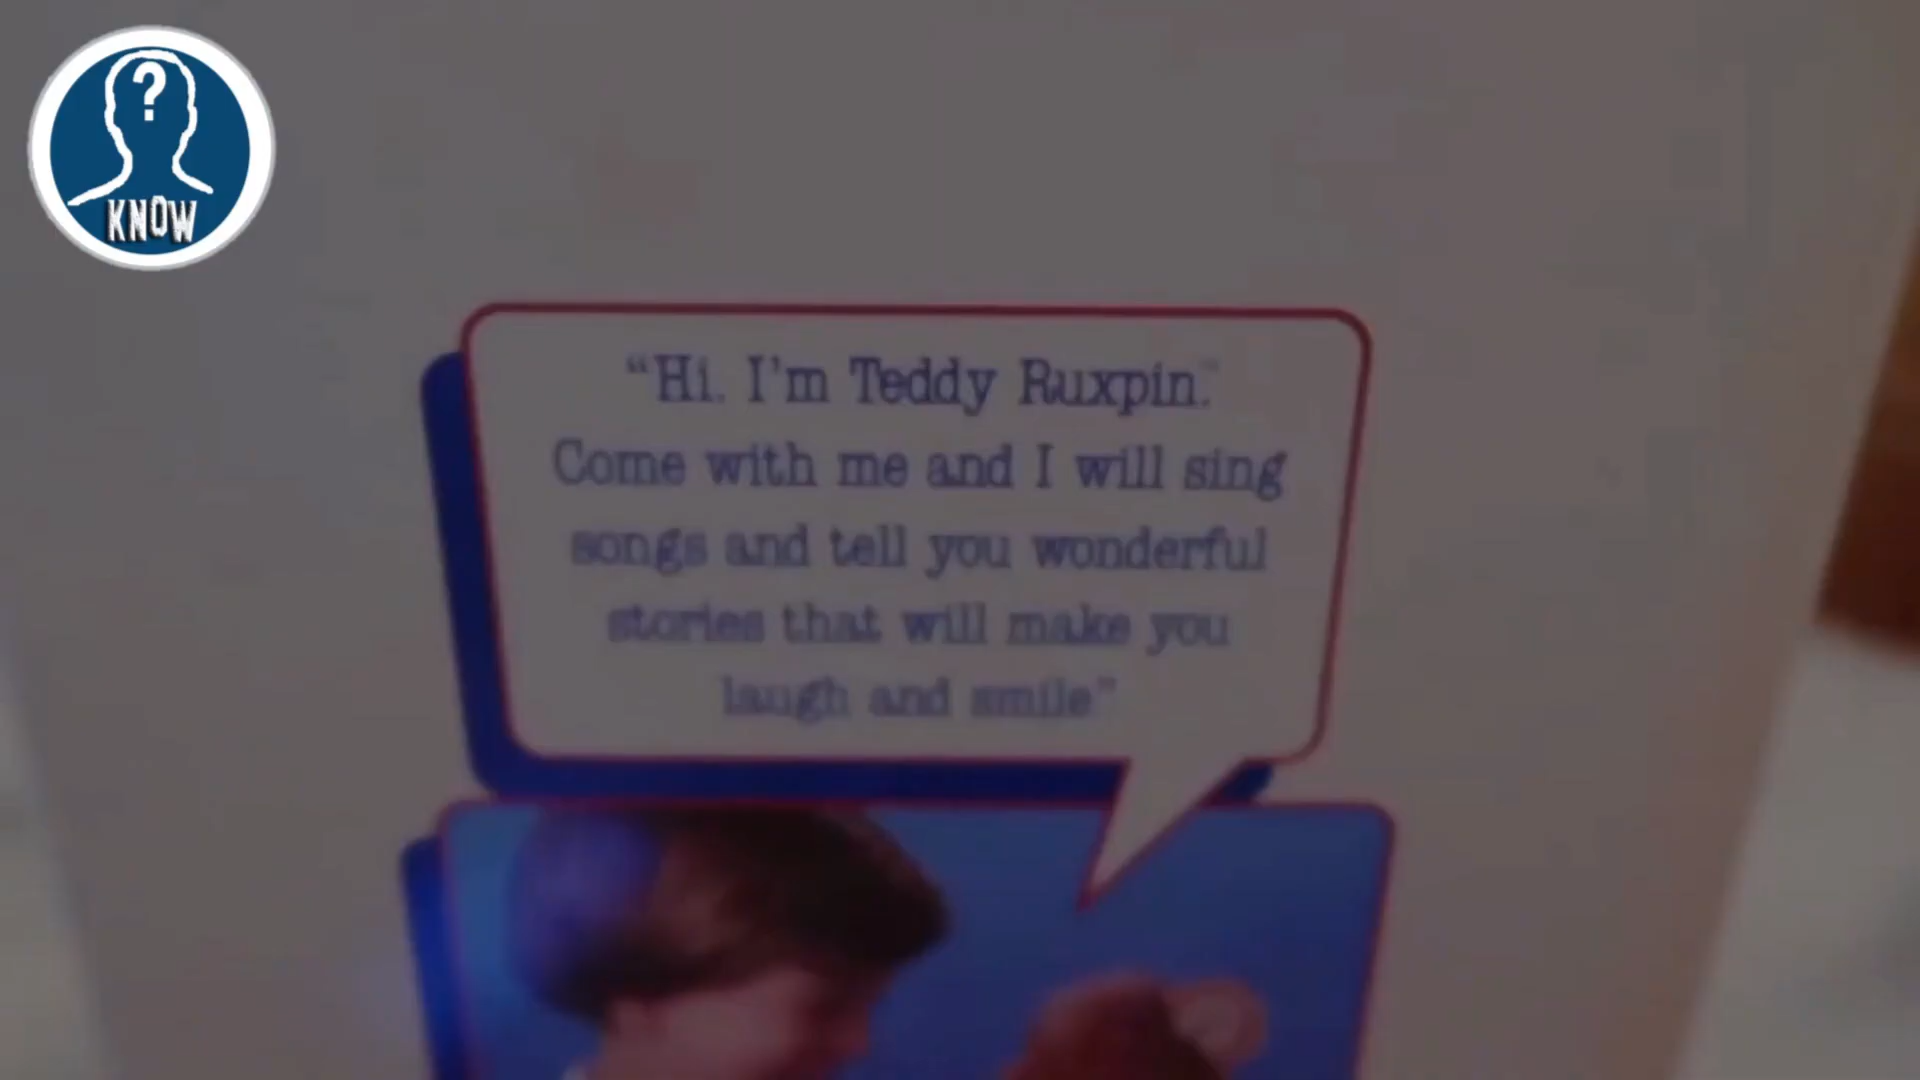 ?
KNOW
“Hi. I'm Teddy Ruxpin.”
Come with me and I will sing
songs and tell you wonderful
stories that will make you
laugh and smile”